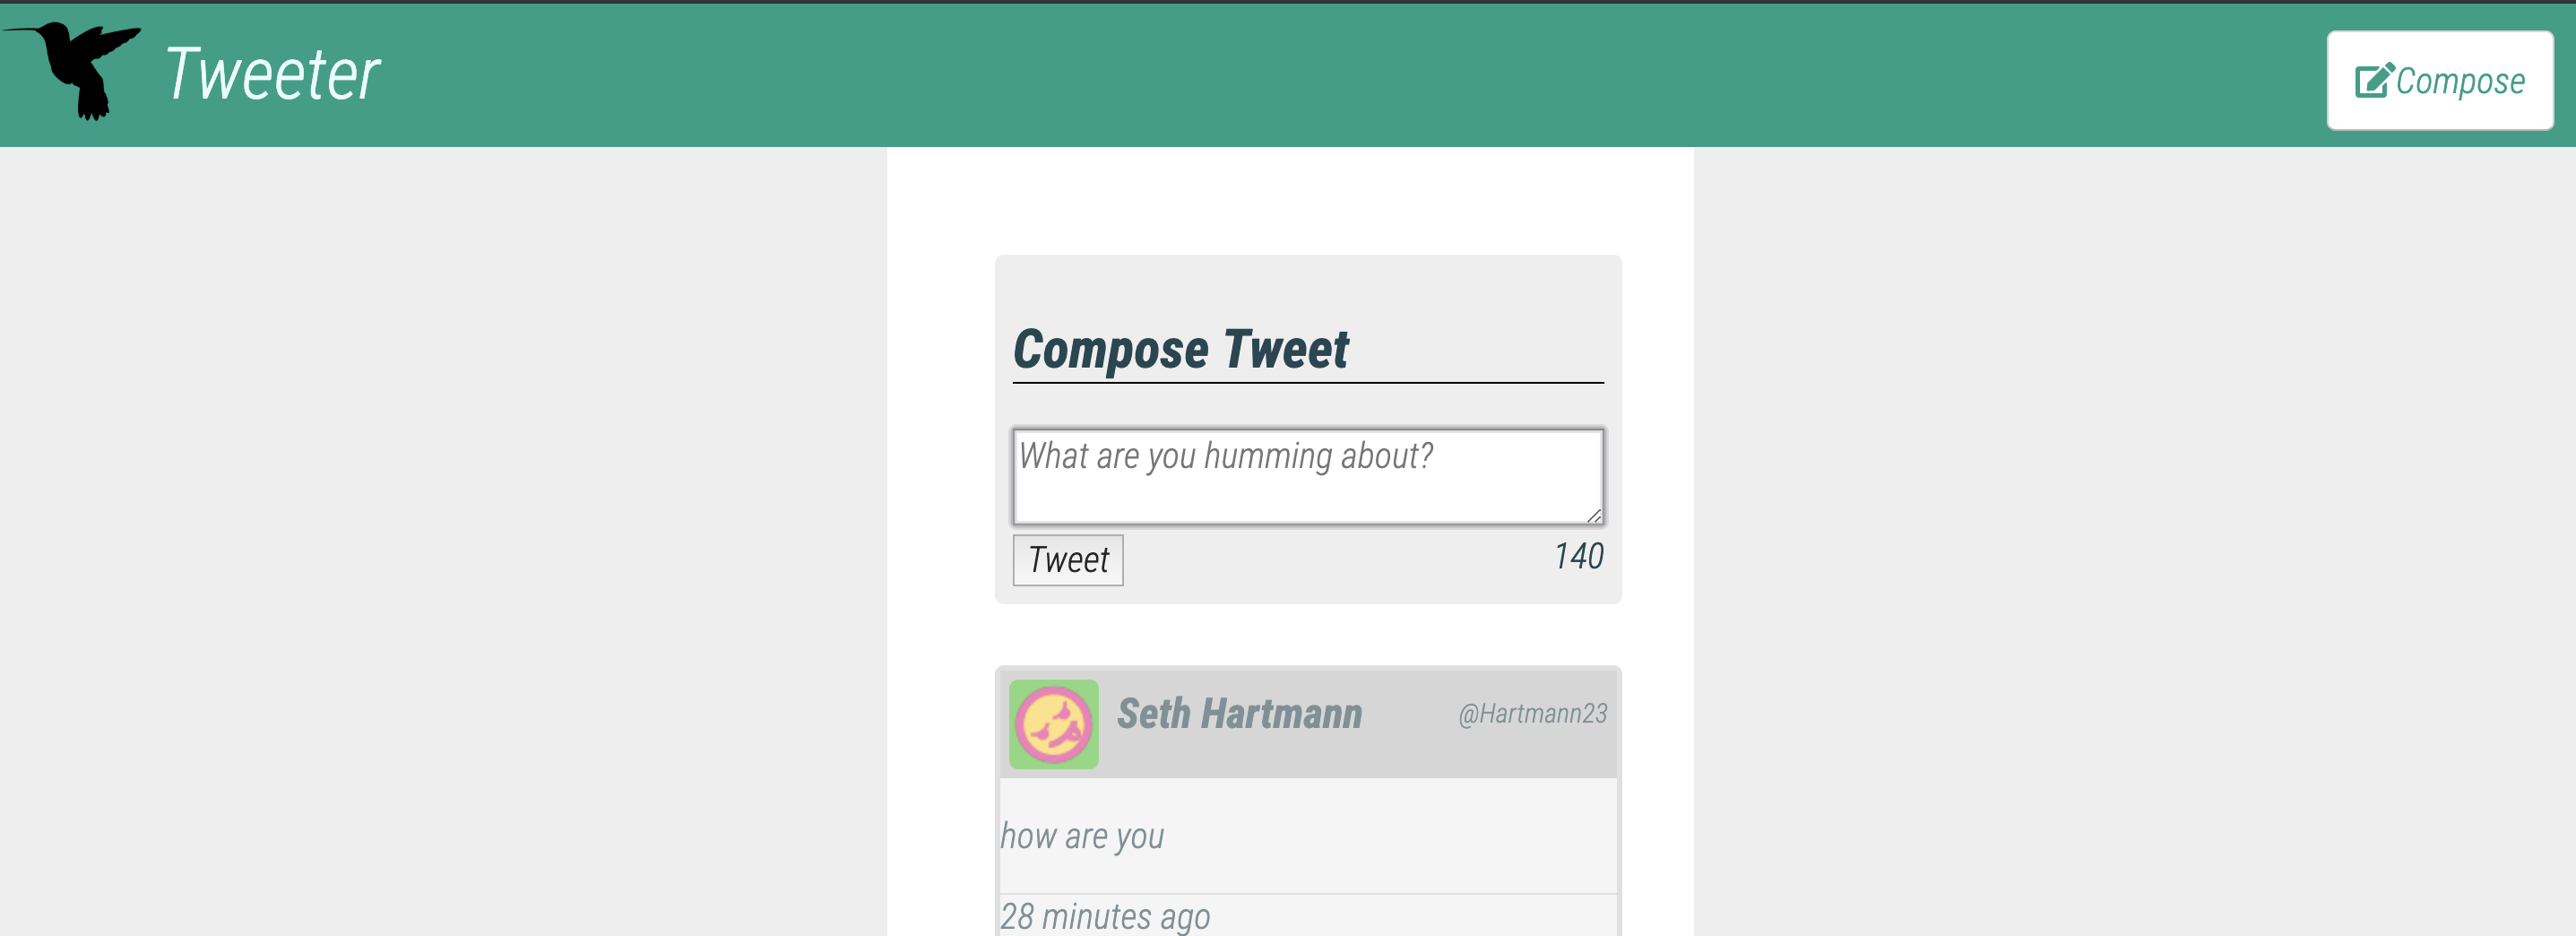 Tweeter
Compose
Compose Tweet
What are you humming about?
Tweet
140
Seth Hartmann
@Hartmann23
how are you
28 minutes ago